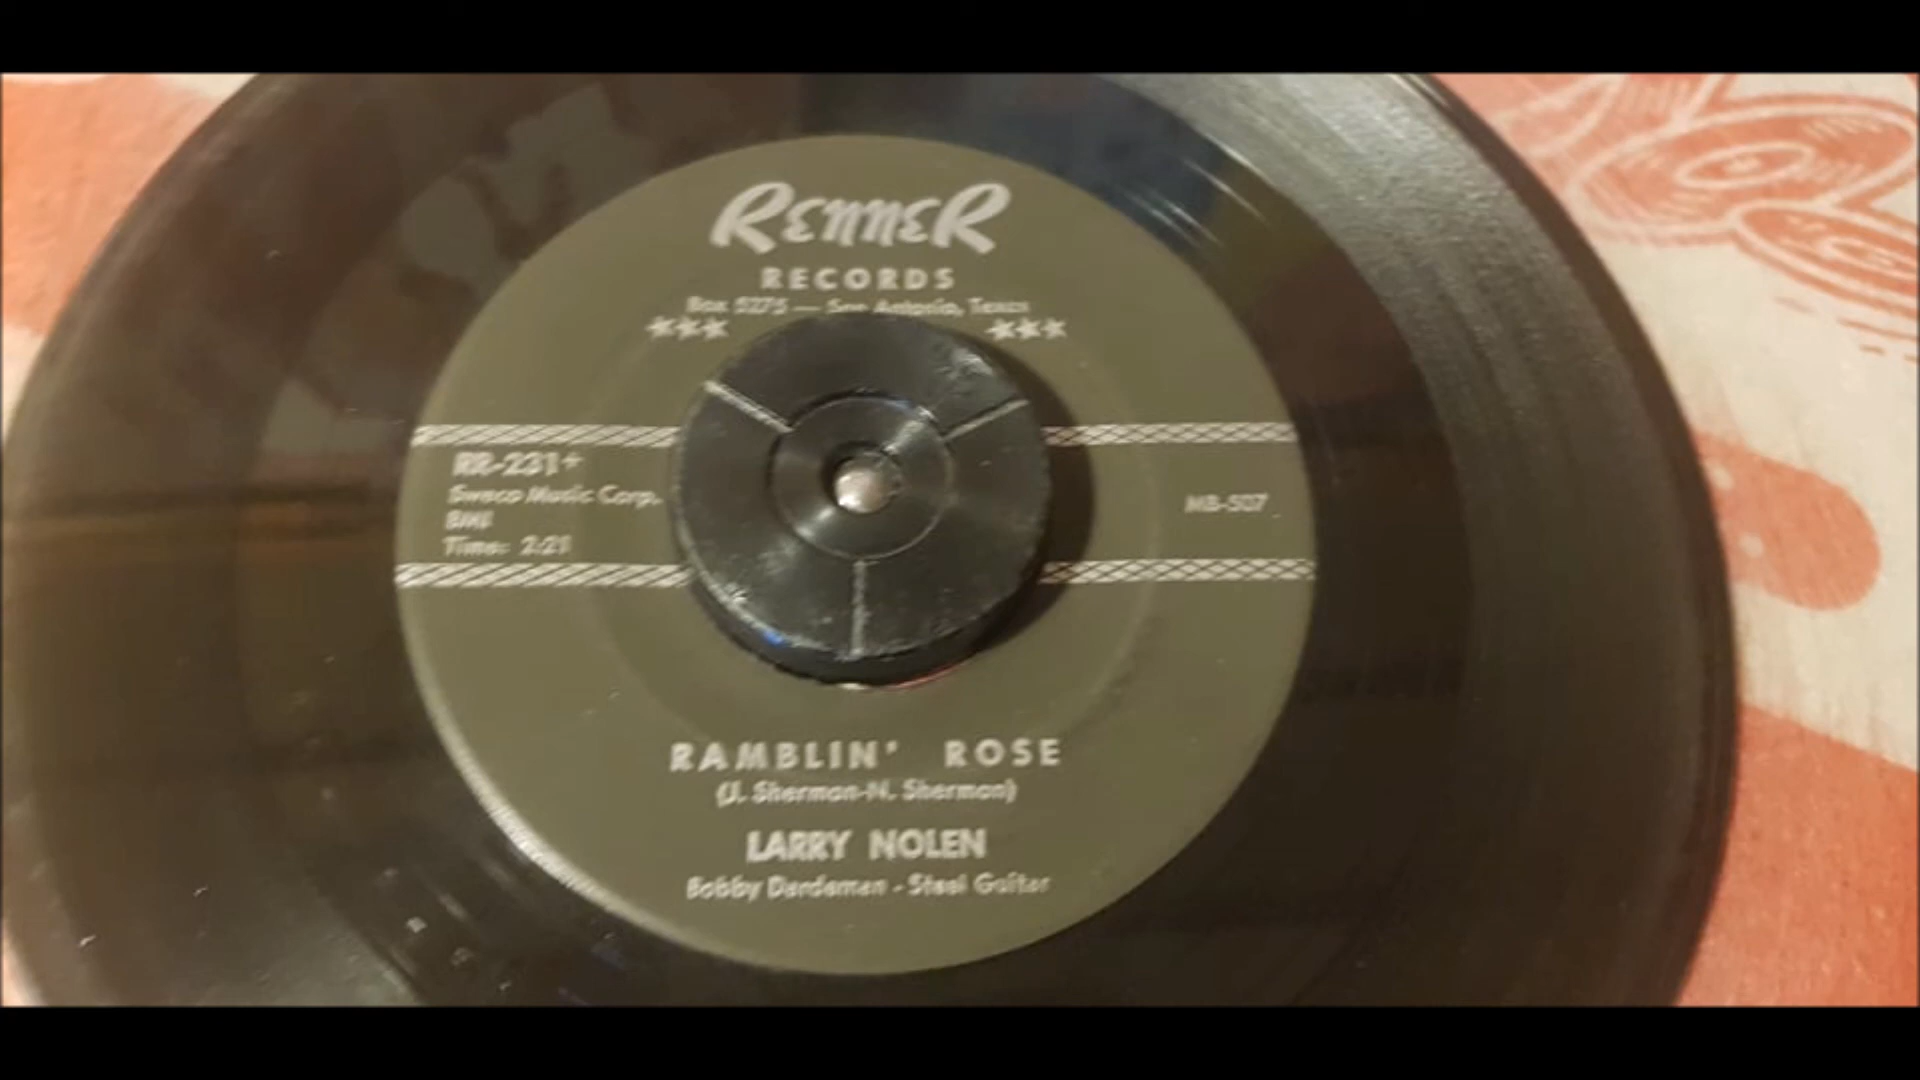 RENNER
RECORDS
Box 5275 — San Antonio, Texas
★★★ ★★★
RR-231+
Sweco Music Corp.
BMI
Time: 2:21
MB-507
RAMBLIN' ROSE
(J. Sherman-N. Sherman)
LARRY NOLEN
Bobby Dardeman - Steel Guitar